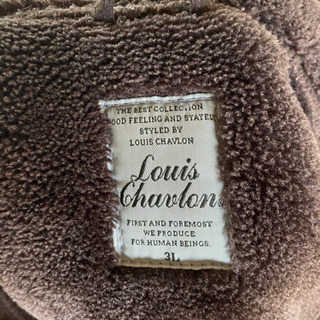 THE BEST COLLECTION
OOD FEELING AND STATELY
STYLED BY
LOUIS CHAVLON
Louis
Chavlon
FIRST AND FOREMOST
WE PRODUCE
FOR HUMAN BEINGS.
3L